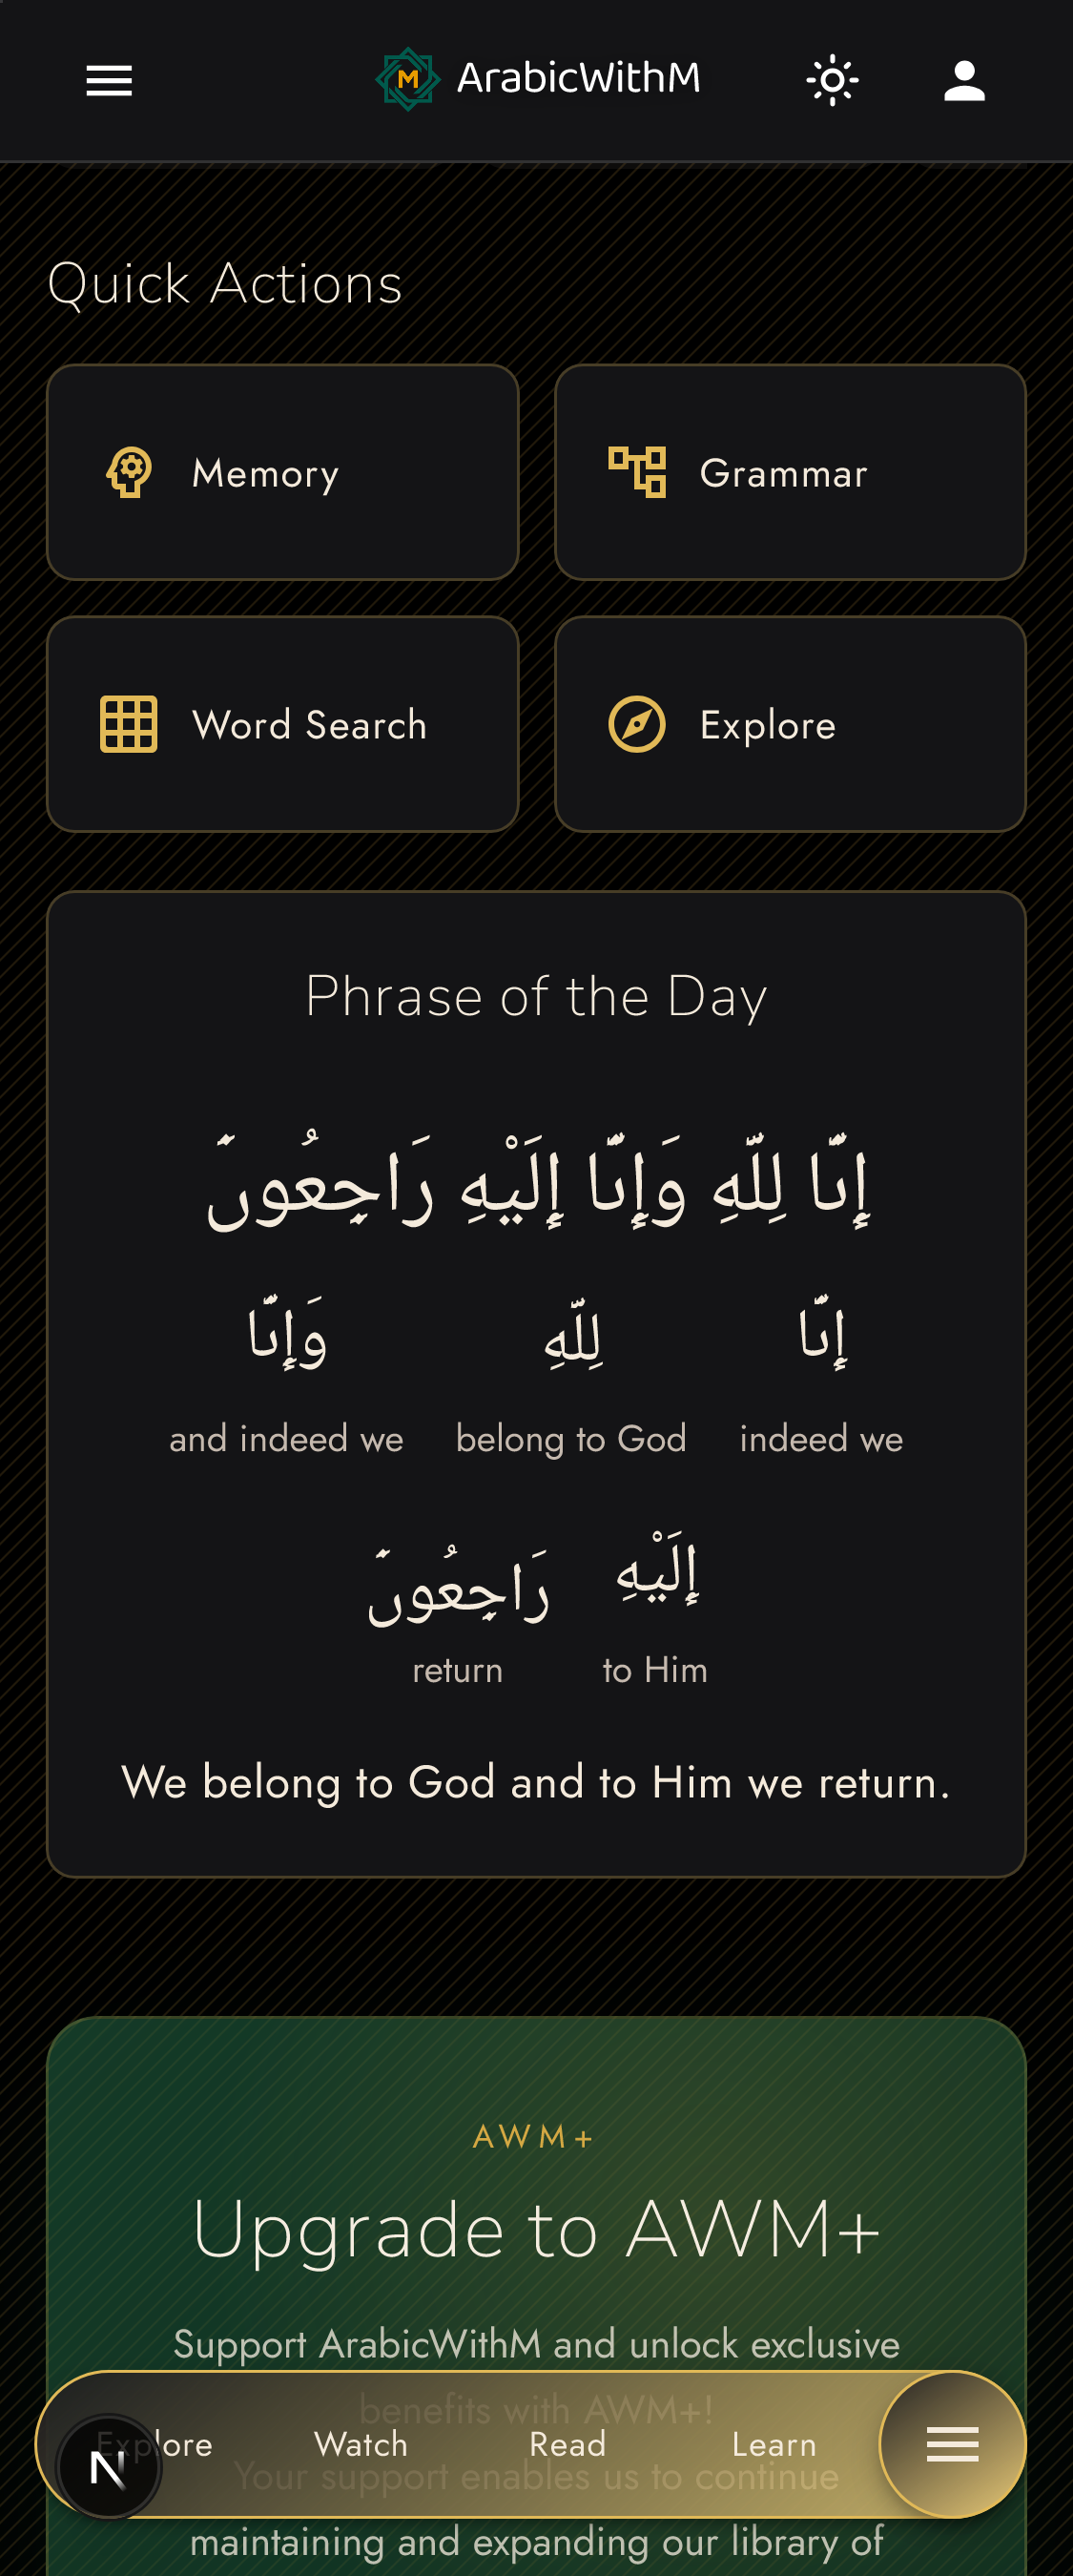 M ArabicWithM
Quick Actions
Memory
Grammar
Word Search
Explore
Phrase of the Day
إِنَّا لِلَّهِ وَإِنَّا إِلَيْهِ رَاجِعُونَ
إِنَّا
indeed we
لِلَّهِ
belong to God
وَإِنَّا
and indeed we
إِلَيْهِ
to Him
رَاجِعُونَ
return
We belong to God and to Him we return.
AWM+
Upgrade to AWM+
Support ArabicWithM and unlock exclusive
benefits with AWM+!
Your support enables us to continue
maintaining and expanding our library of
Explore
Watch
Read
Learn
N